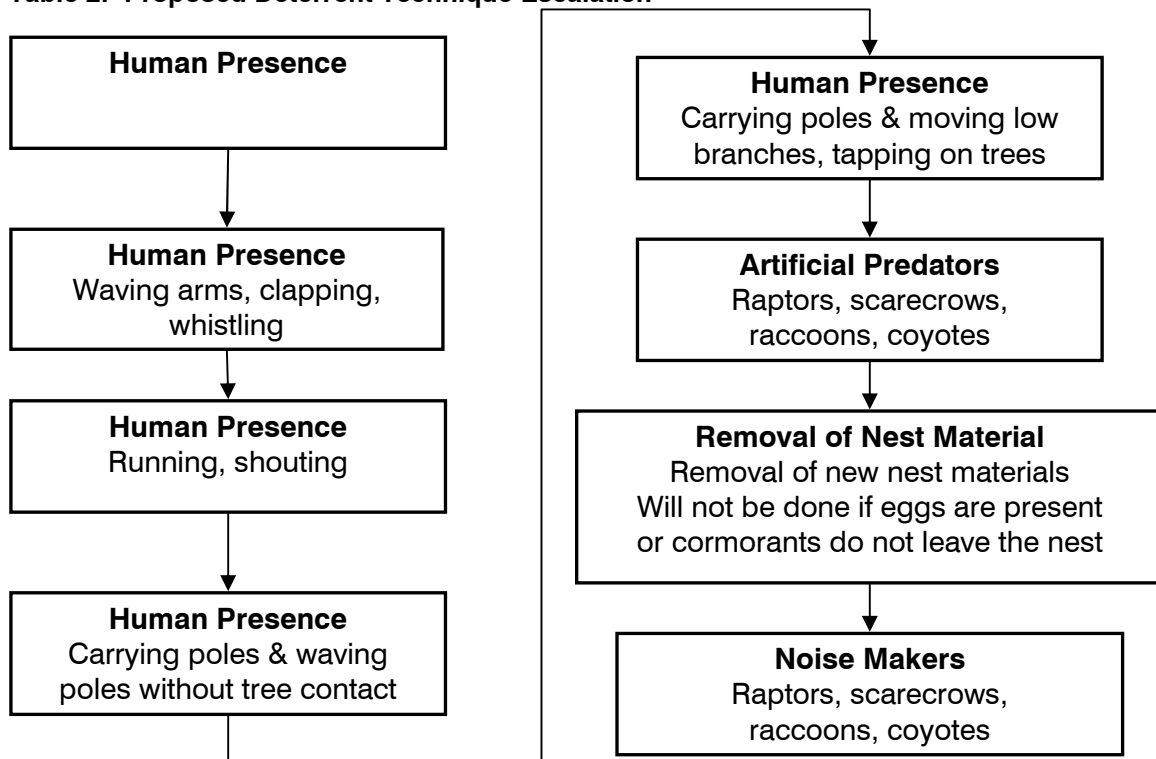 Table 2: Proposed Deterrent Technique Escalation
Human Presence
Human Presence
Waving arms, clapping,
whistling
Human Presence
Running, shouting
Human Presence
Carrying poles & waving
poles without tree contact
Human Presence
Carrying poles & moving low
branches, tapping on trees
Artificial Predators
Raptors, scarecrows,
raccoons, coyotes
Removal of Nest Material
Removal of new nest materials
Will not be done if eggs are present
or cormorants do not leave the nest
Noise Makers
Raptors, scarecrows,
raccoons, coyotes